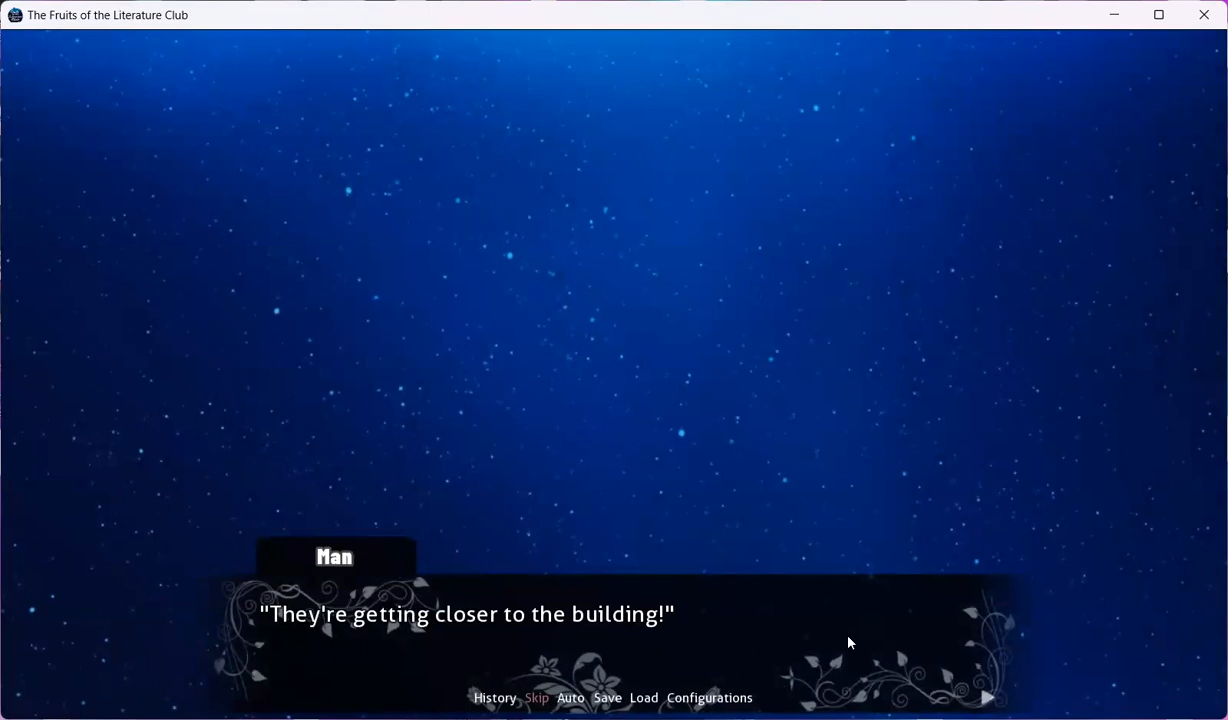 The Fruits of the Literature Club
Man
"They're getting closer to the building!"
History Skip Auto Save Load Configurations